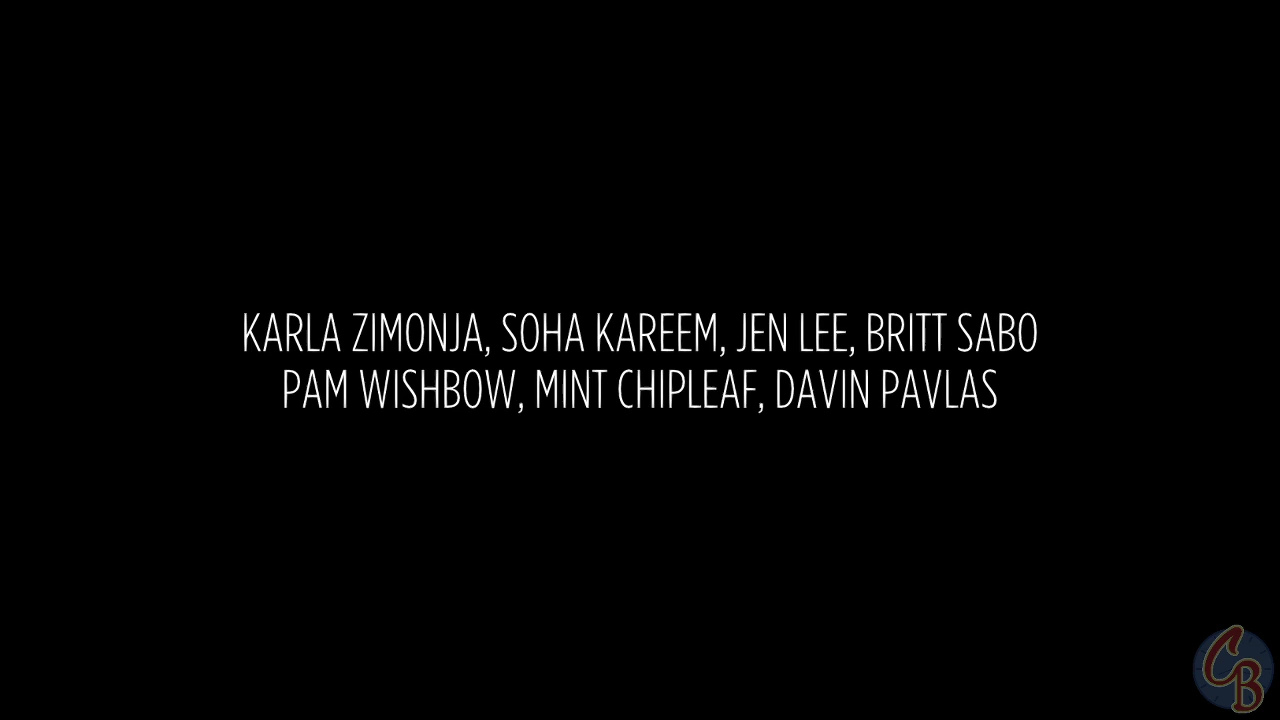 KARLA ZIMONJA, SOHA KAREEM, JEN LEE, BRITT SABO
PAM WISHBOW, MINT CHIPLEAF, DAVIN PAVLAS
CB